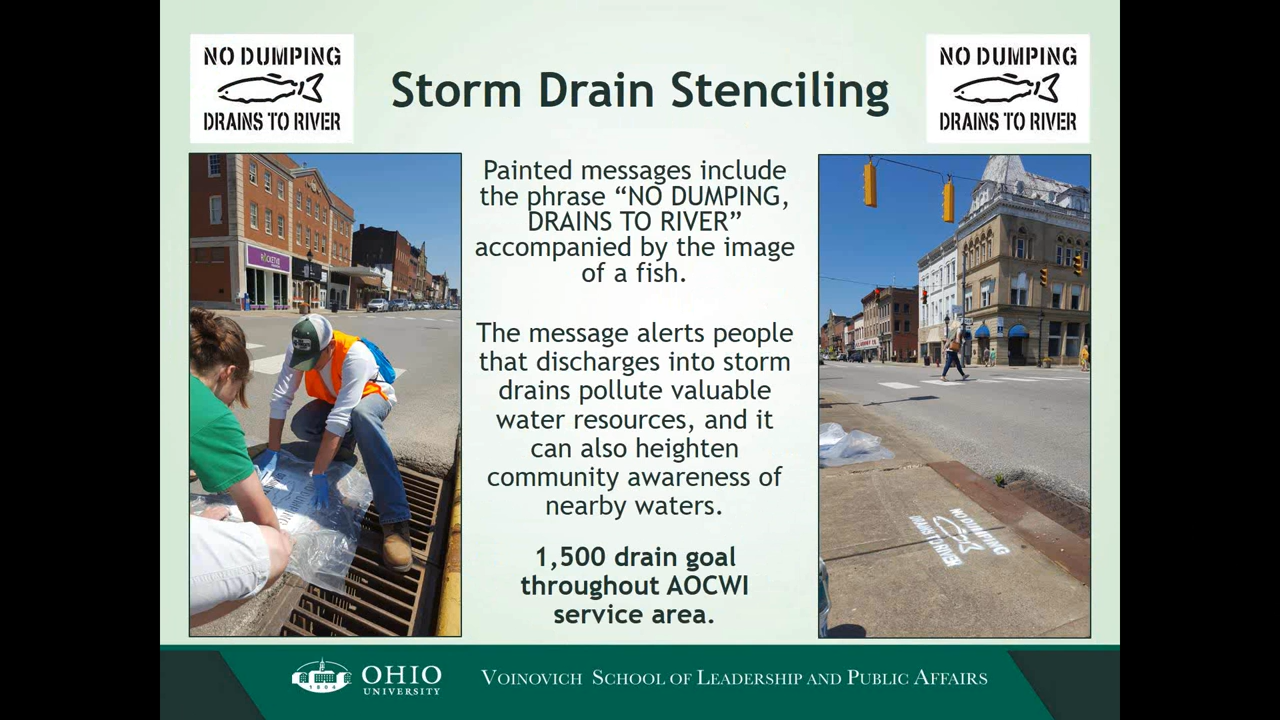 NO DUMPING
DRAINS TO RIVER
Storm Drain Stenciling
NO DUMPING
DRAINS TO RIVER
Painted messages include
the phrase “NO DUMPING,
DRAINS TO RIVER”
accompanied by the image
of a fish.
The message alerts people
that discharges into storm
drains pollute valuable
water resources, and it
can also heighten
community awareness of
nearby waters.
1,500 drain goal
throughout AOCWI
service area.
NO DUMPING
DRAINS TO RIVER
OHIO
UNIVERSITY
1804
VOINOVICH SCHOOL OF LEADERSHIP AND PUBLIC AFFAIRS